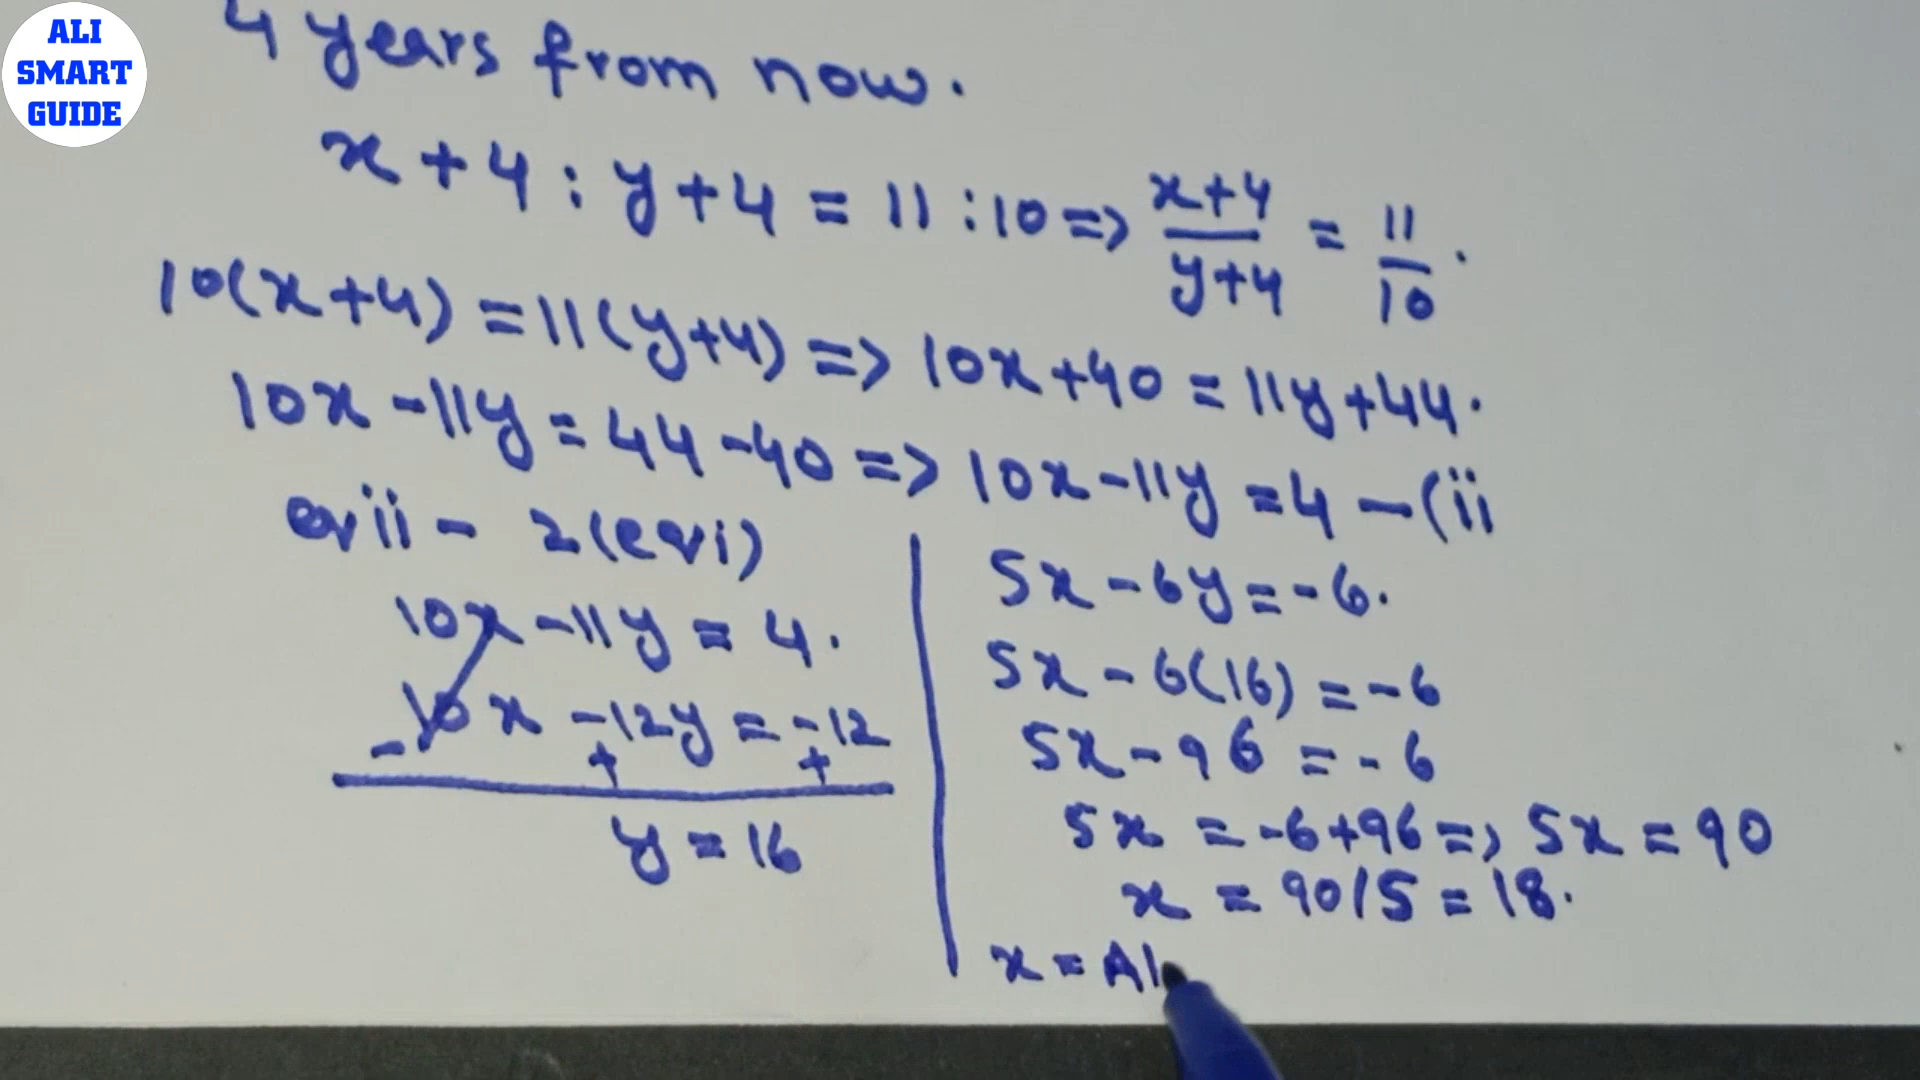 ALI
SMART
GUIDE
4 years from now.
x + 4 : y + 4 = 11 : 10 => x+4/y+4 = 11/10.
10(x+4) = 11(y+4) => 10x+40 = 11y+44.
10x - 11y = 44 - 40 => 10x - 11y = 4 - (ii
eqii - 2(eqi)
10x - 11y = 4.
10x - 12y = -12
- + +
y = 16
5x - 6y = -6.
5x - 6(16) = -6
5x - 96 = -6
5x = -6+96 => 5x = 90
x = 90/5 = 18.
x = Al